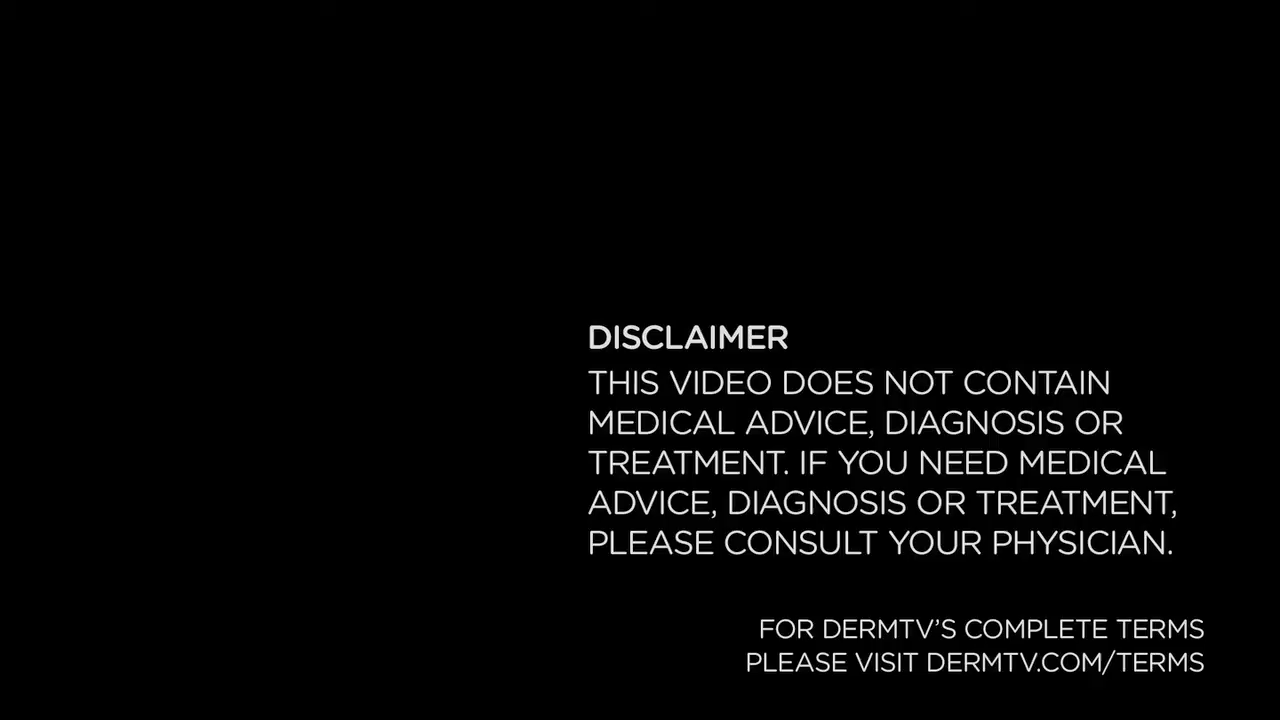 DISCLAIMER
THIS VIDEO DOES NOT CONTAIN
MEDICAL ADVICE, DIAGNOSIS OR
TREATMENT. IF YOU NEED MEDICAL
ADVICE, DIAGNOSIS OR TREATMENT,
PLEASE CONSULT YOUR PHYSICIAN.
FOR DERMTV’S COMPLETE TERMS
PLEASE VISIT DERMTV.COM/TERMS